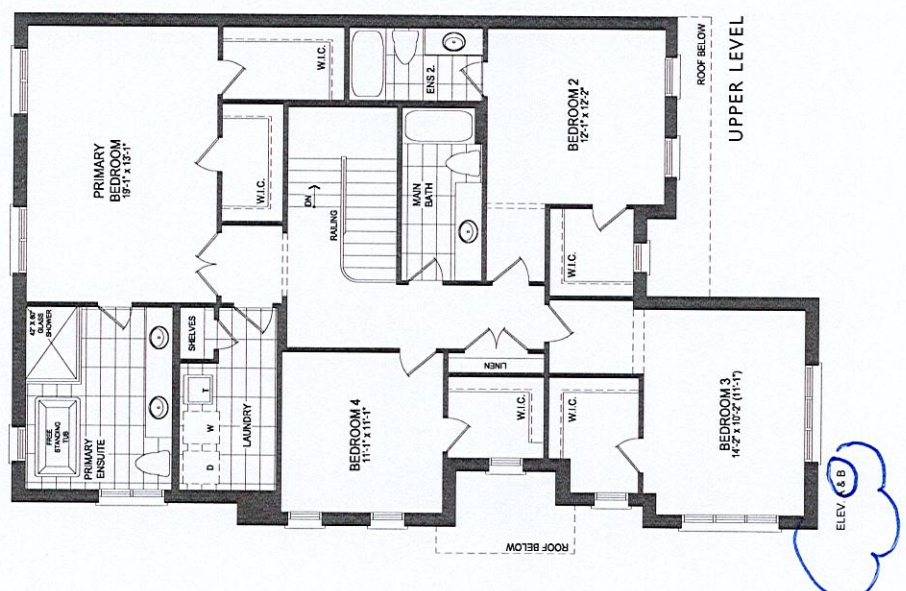 UPPER LEVEL
ROOF BELOW
PRIMARY
BEDROOM
19'-1" x 13'-1"
W.I.C.
W.I.C.
ENS 2.
BEDROOM 2
12'-1" x 12'-2"
MAIN
BATH
DN
RAILING
W.I.C.
42" X 60"
GLASS
SHOWER
FREE
STANDING
TUB
PRIMARY
ENSUITE
SHELVES
T
W
D
LAUNDRY
LINEN
BEDROOM 4
11'-1" x 11'-1"
W.I.C.
W.I.C.
BEDROOM 3
14'-2" x 10'-2" (11'-1")
ROOF BELOW
ELEV. A & B